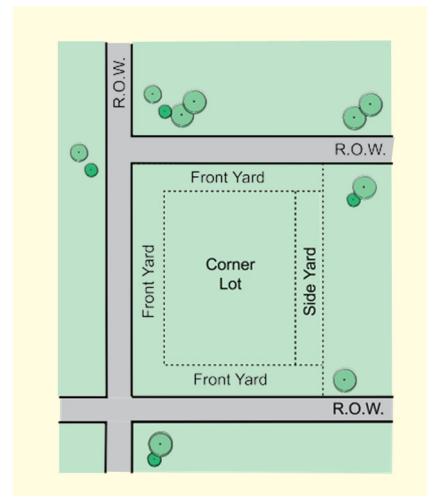 R.O.W.
R.O.W.
Front Yard
Front Yard
Corner
Lot
Side Yard
Front Yard
R.O.W.